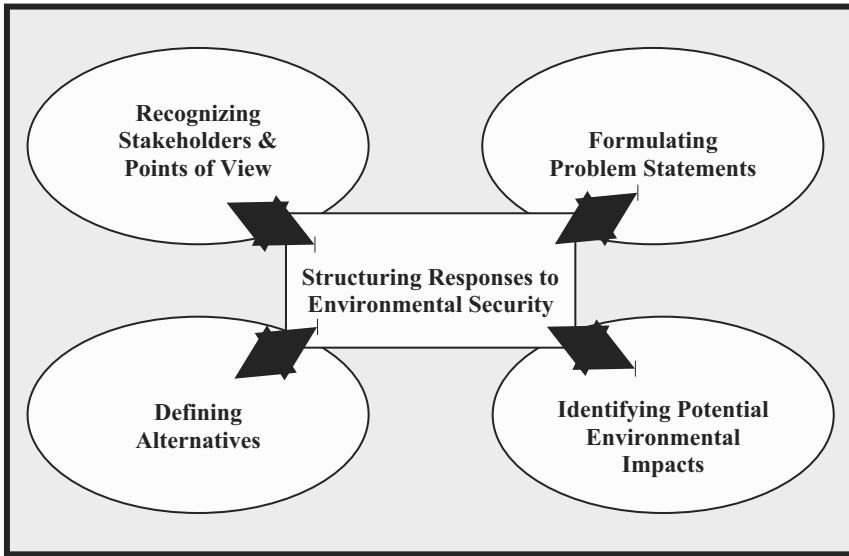 Recognizing
Stakeholders &
Points of View
Formulating
Problem Statements
Structuring Responses to
Environmental Security
Defining
Alternatives
Identifying Potential
Environmental
Impacts